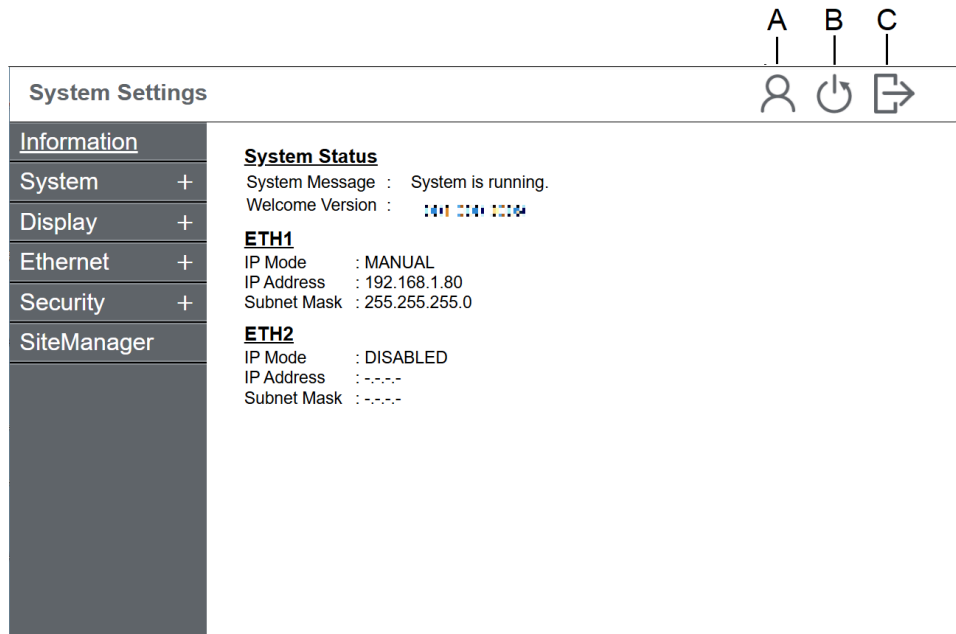 A B C
System Settings
Information
System +
Display +
Ethernet +
Security +
SiteManager
System Status
System Message : System is running.
Welcome Version :
ETH1
IP Mode : MANUAL
IP Address : 192.168.1.80
Subnet Mask : 255.255.255.0
ETH2
IP Mode : DISABLED
IP Address : -.-.-.-
Subnet Mask : -.-.-.-